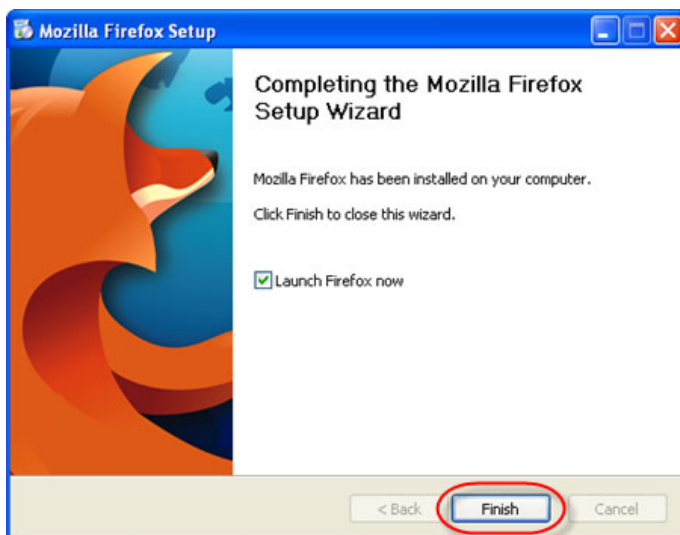 Mozilla Firefox Setup
Completing the Mozilla Firefox
Setup Wizard
Mozilla Firefox has been installed on your computer.
Click Finish to close this wizard.
Launch Firefox now
< Back Finish Cancel